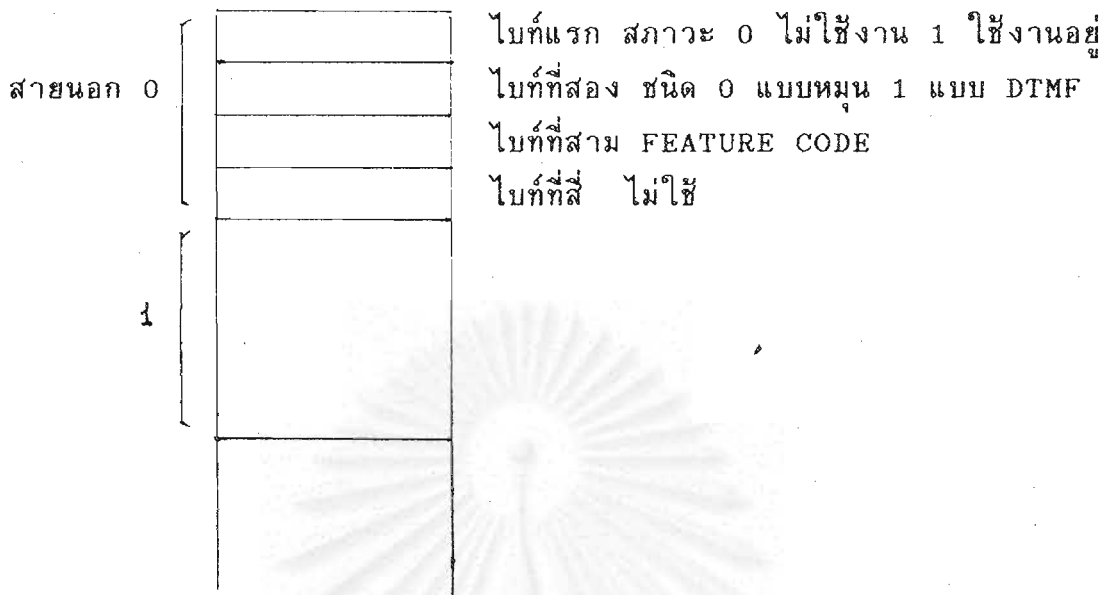 ไบท์แรก สภาวะ 0 ไม่ใช้งาน 1 ใช้งานอยู่
สายนอก 0
ไบท์ที่สอง ชนิด 0 แบบหมุน 1 แบบ DTMF
ไบท์ที่สาม FEATURE CODE
ไบท์ที่สี่ ไม่ใช้
1